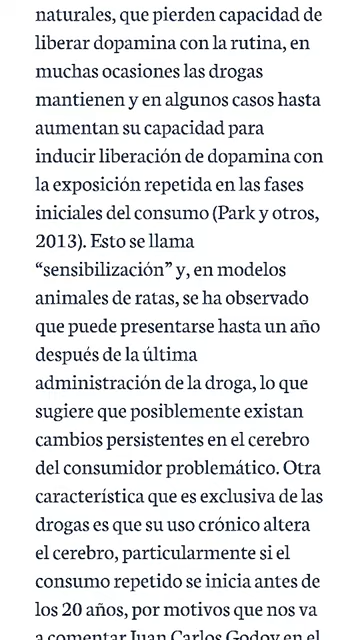 naturales, que pierden capacidad de
liberar dopamina con la rutina, en
muchas ocasiones las drogas
mantienen y en algunos casos hasta
aumentan su capacidad para
inducir liberación de dopamina con
la exposición repetida en las fases
iniciales del consumo (Park y otros,
2013). Esto se llama
“sensibilización” y, en modelos
animales de ratas, se ha observado
que puede presentarse hasta un año
después de la última
administración de la droga, lo que
sugiere que posiblemente existan
cambios persistentes en el cerebro
del consumidor problemático. Otra
característica que es exclusiva de las
drogas es que su uso crónico altera
el cerebro, particularmente si el
consumo repetido se inicia antes de
los 20 años, por motivos que nos va
a comentar Juan Carlos Godoy en el